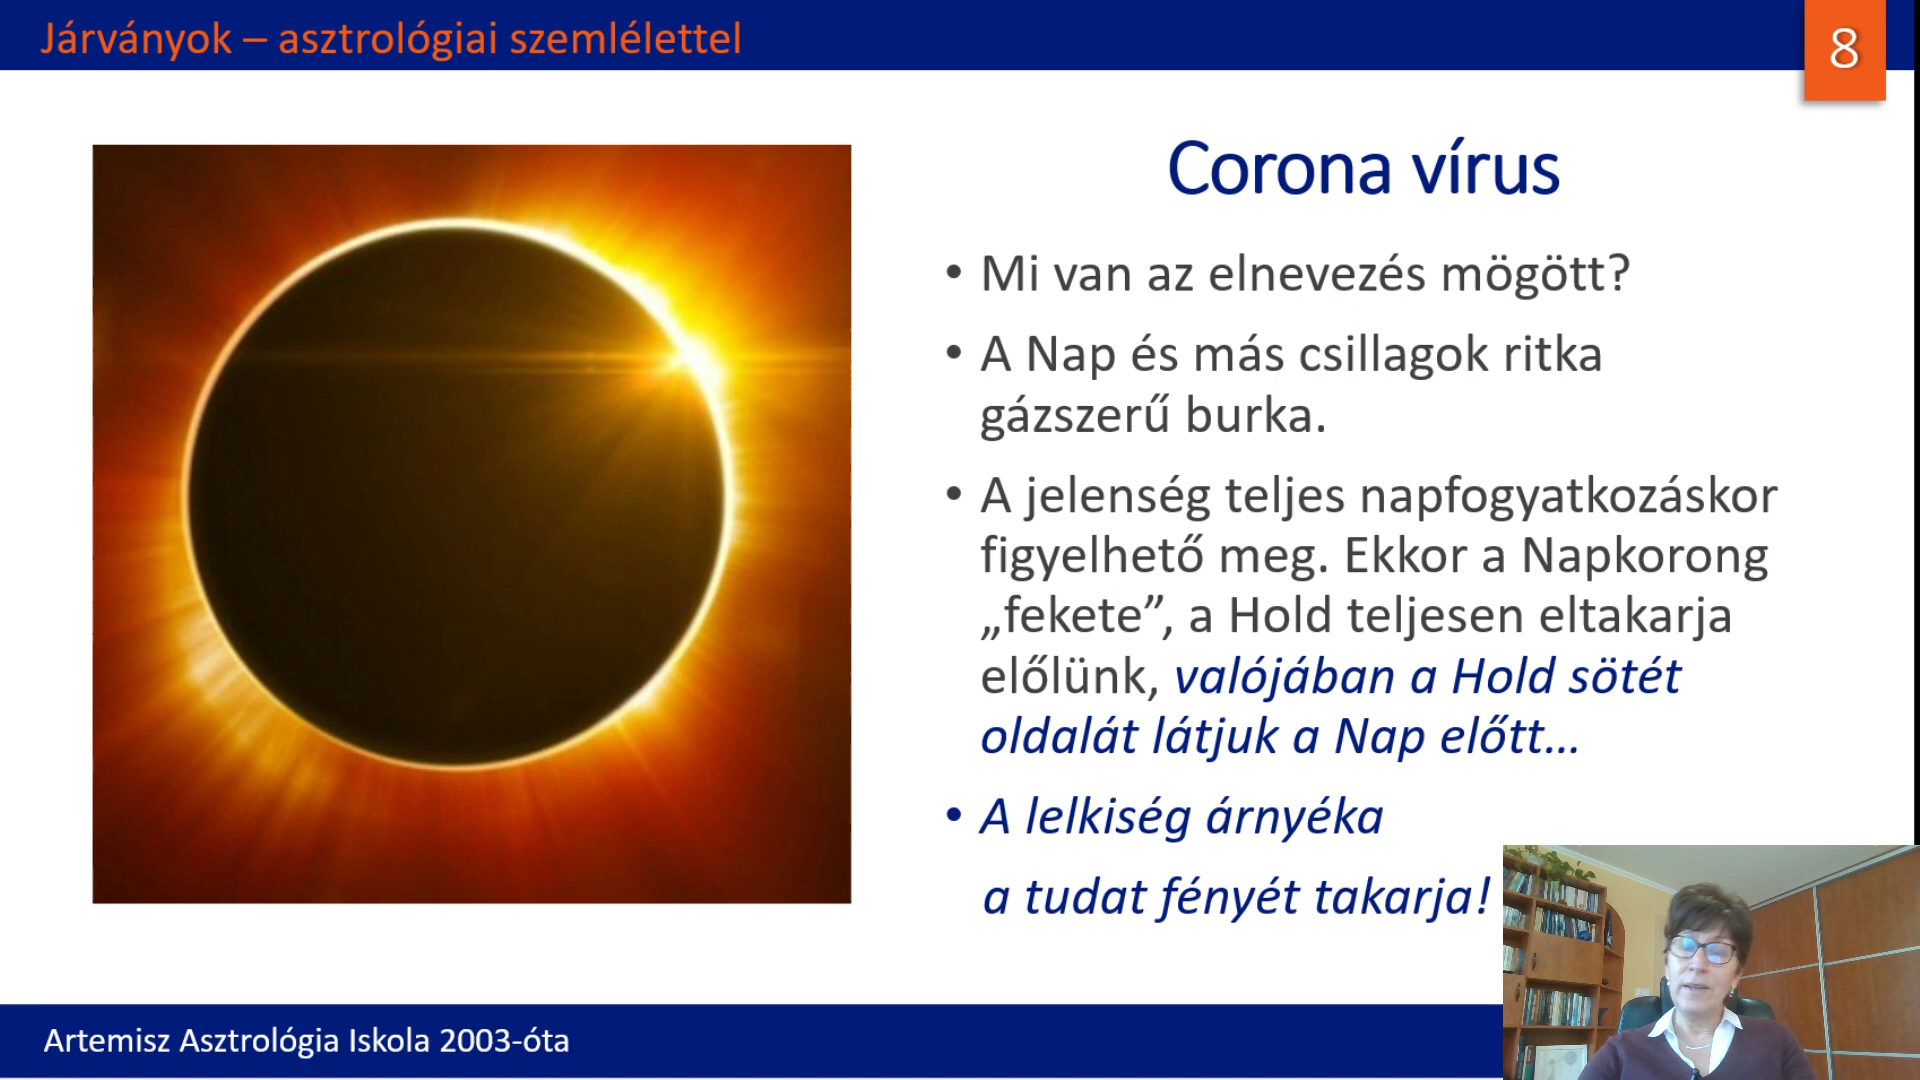 Járványok – asztrológiai szemlélettel
8
Corona vírus
• Mi van az elnevezés mögött?
• A Nap és más csillagok ritka
gázszerű burka.
• A jelenség teljes napfogyatkozáskor
figyelhető meg. Ekkor a Napkorong
„fekete”, a Hold teljesen eltakarja
előlünk, valójában a Hold sötét
oldalát látjuk a Nap előtt...
• A lelkiség árnyéka
a tudat fényét takarja!
Artemisz Asztrológia Iskola 2003-óta